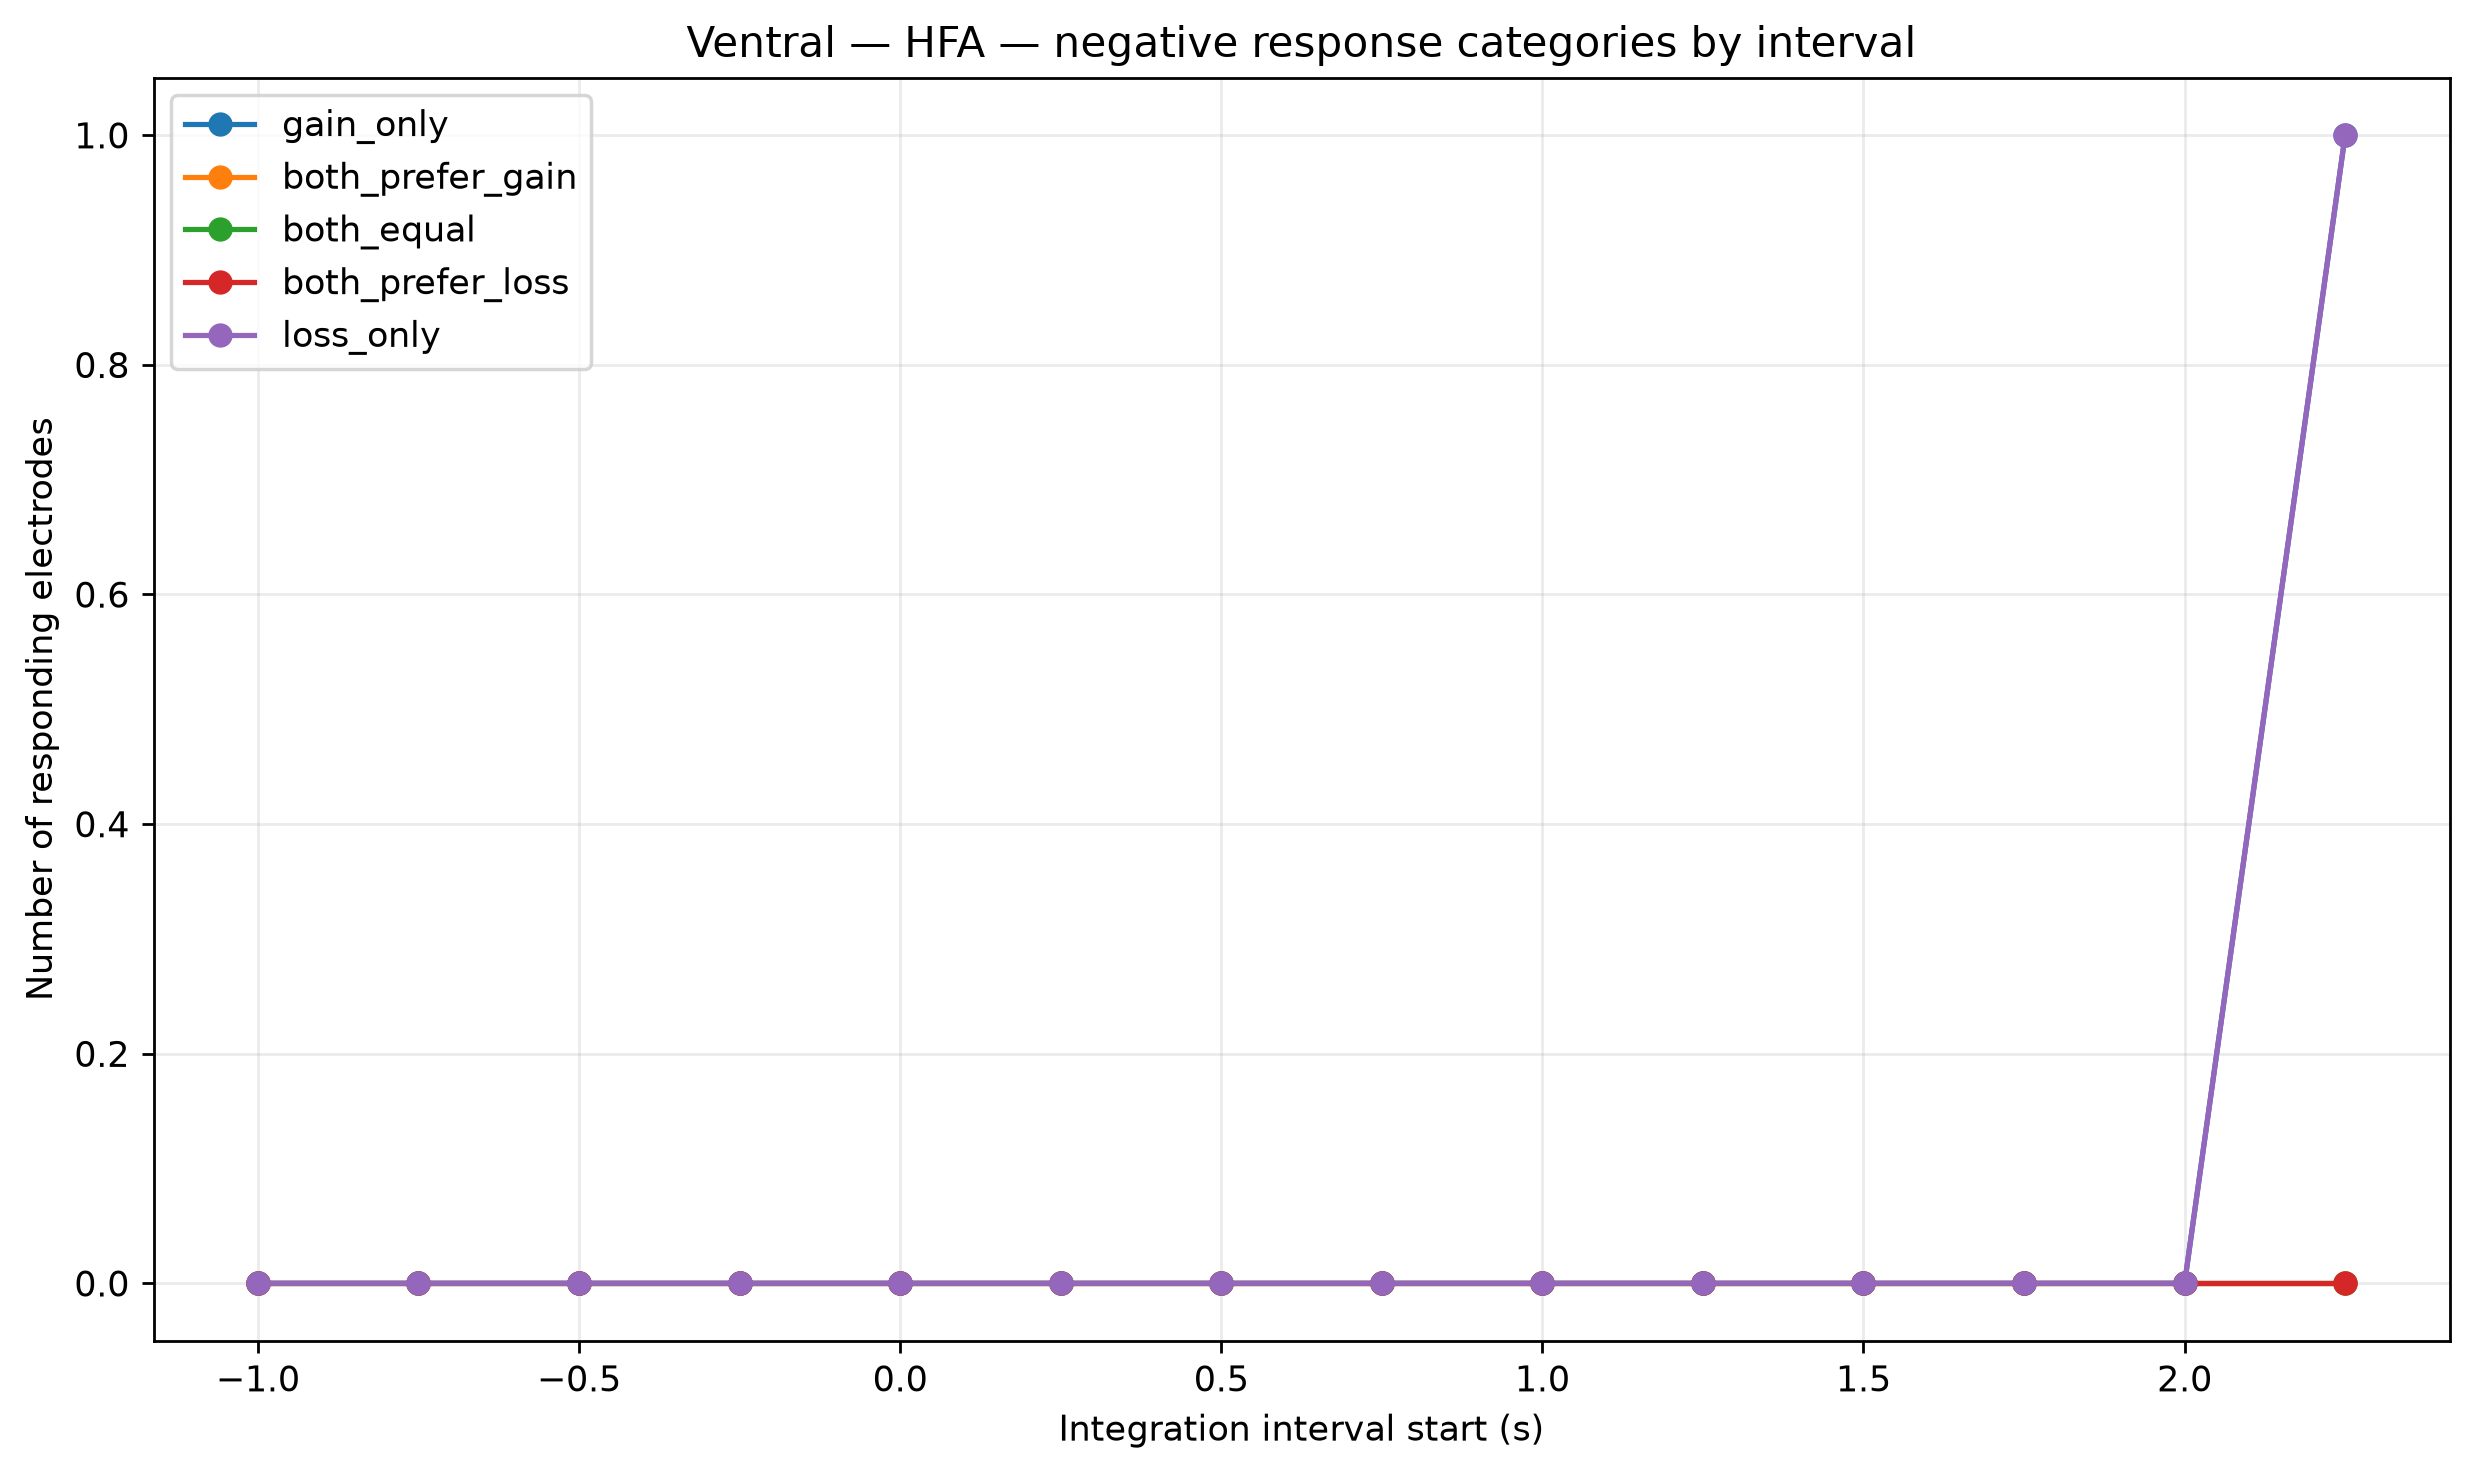 Ventral — HFA — negative response categories by interval
gain_only
both_prefer_gain
both_equal
both_prefer_loss
loss_only
Number of responding electrodes
1.0
0.8
0.6
0.4
0.2
0.0
−1.0 −0.5 0.0 0.5 1.0 1.5 2.0
Integration interval start (s)